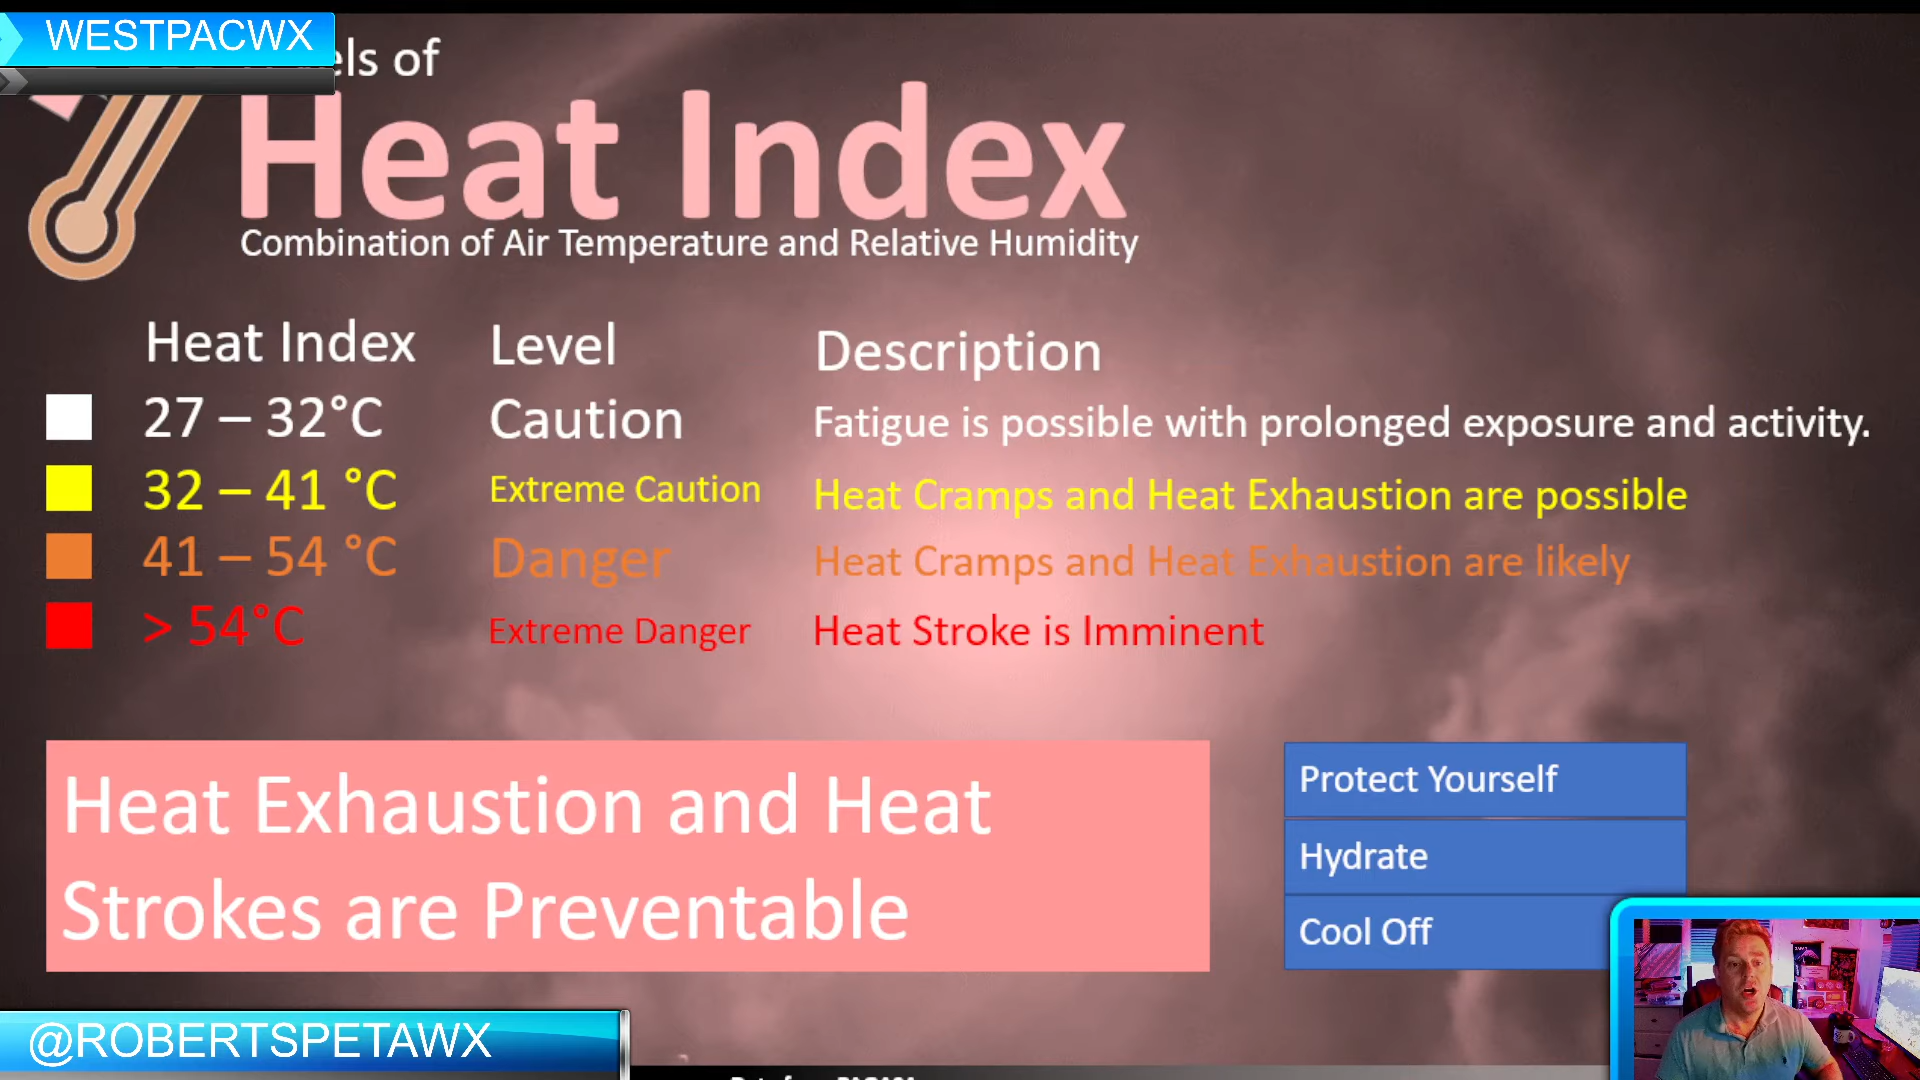 WESTPACWX
els of
Heat Index
Combination of Air Temperature and Relative Humidity
Heat Index Level Description
27 – 32°C Caution Fatigue is possible with prolonged exposure and activity.
32 – 41 °C Extreme Caution Heat Cramps and Heat Exhaustion are possible
41 – 54 °C Danger Heat Cramps and Heat Exhaustion are likely
> 54°C Extreme Danger Heat Stroke is Imminent
Heat Exhaustion and Heat
Strokes are Preventable
Protect Yourself
Hydrate
Cool Off
@ROBERTSPETAWX